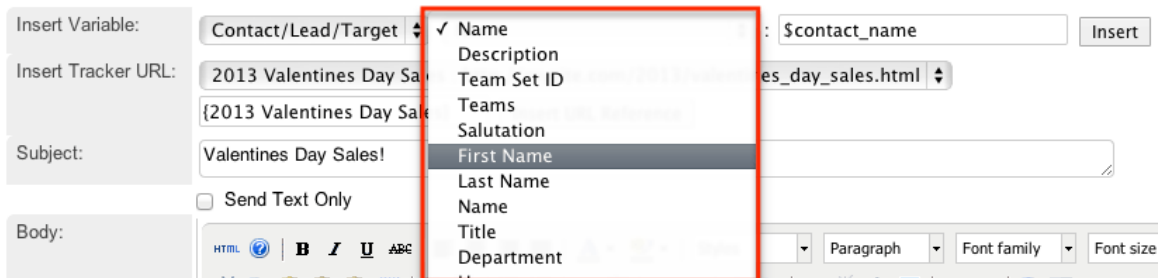 Insert Variable: Contact/Lead/Target ✓ Name : $contact_name Insert
Description
Insert Tracker URL: 2013 Valentines Day Sa es_day_sales.html
Team Set ID
Teams
{2013 Valentines Day Sale
Salutation
Subject: Valentines Day Sales!
First Name
Last Name
Send Text Only
Name
Body:
Title
HTML B I U ABC Paragraph Font family Font size
Department